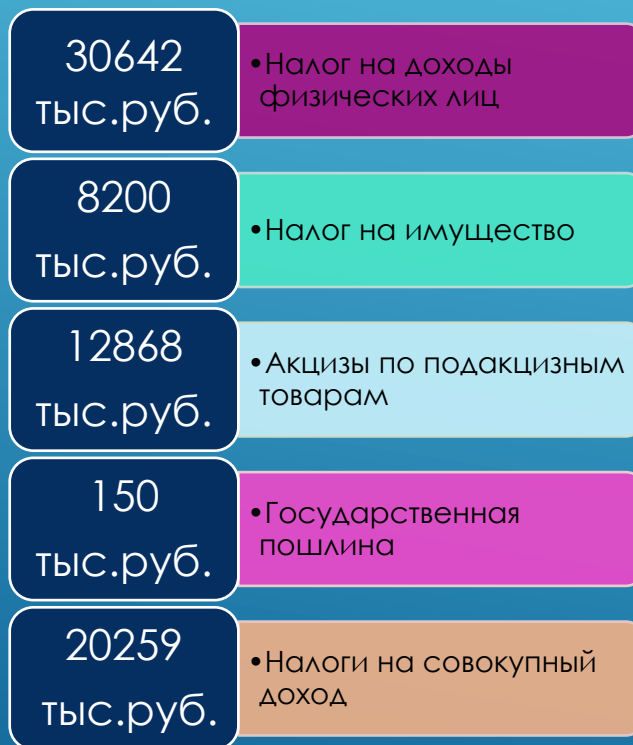 30642
тыс.руб.
•Налог на доходы
физических лиц
8200
тыс.руб.
•Налог на имущество
12868
тыс.руб.
•Акцизы по подакцизным
товарам
150
тыс.руб.
•Государственная
пошлина
20259
тыс.руб.
•Налоги на совокупный
доход